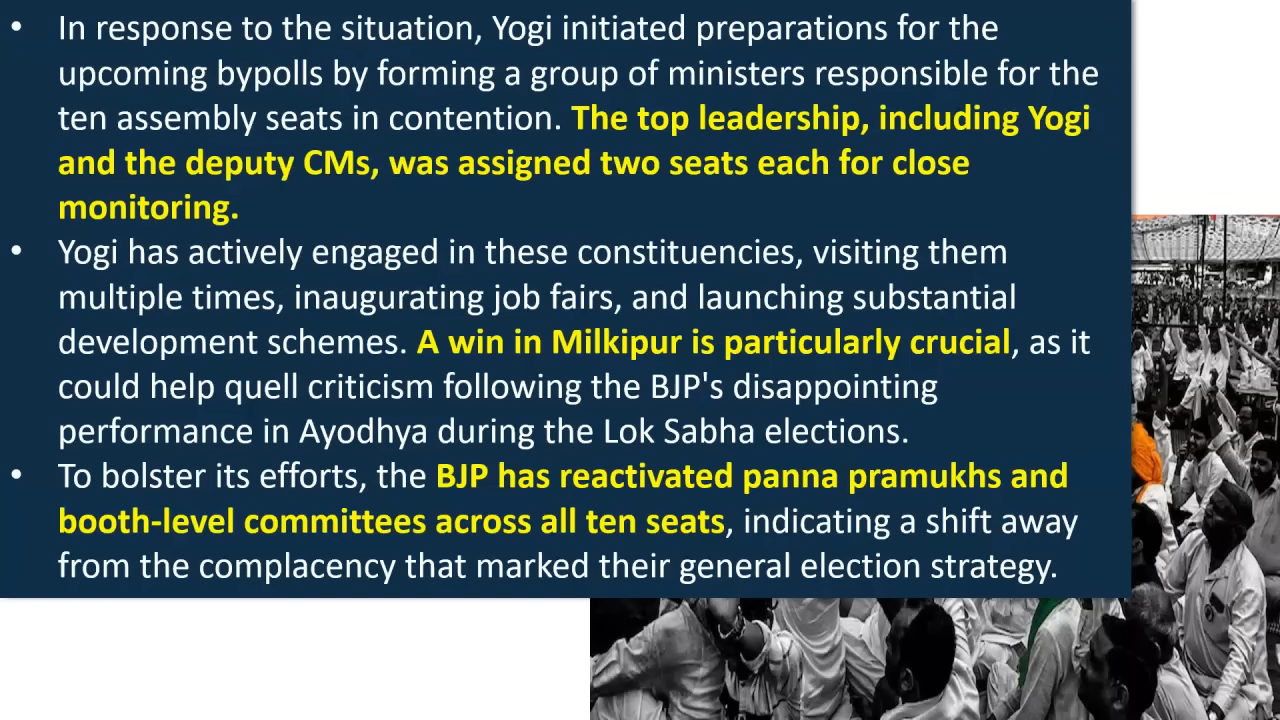 • In response to the situation, Yogi initiated preparations for the
upcoming bypolls by forming a group of ministers responsible for the
ten assembly seats in contention. The top leadership, including Yogi
and the deputy CMs, was assigned two seats each for close
monitoring.
• Yogi has actively engaged in these constituencies, visiting them
multiple times, inaugurating job fairs, and launching substantial
development schemes. A win in Milkipur is particularly crucial, as it
could help quell criticism following the BJP's disappointing
performance in Ayodhya during the Lok Sabha elections.
• To bolster its efforts, the BJP has reactivated panna pramukhs and
booth-level committees across all ten seats, indicating a shift away
from the complacency that marked their general election strategy.